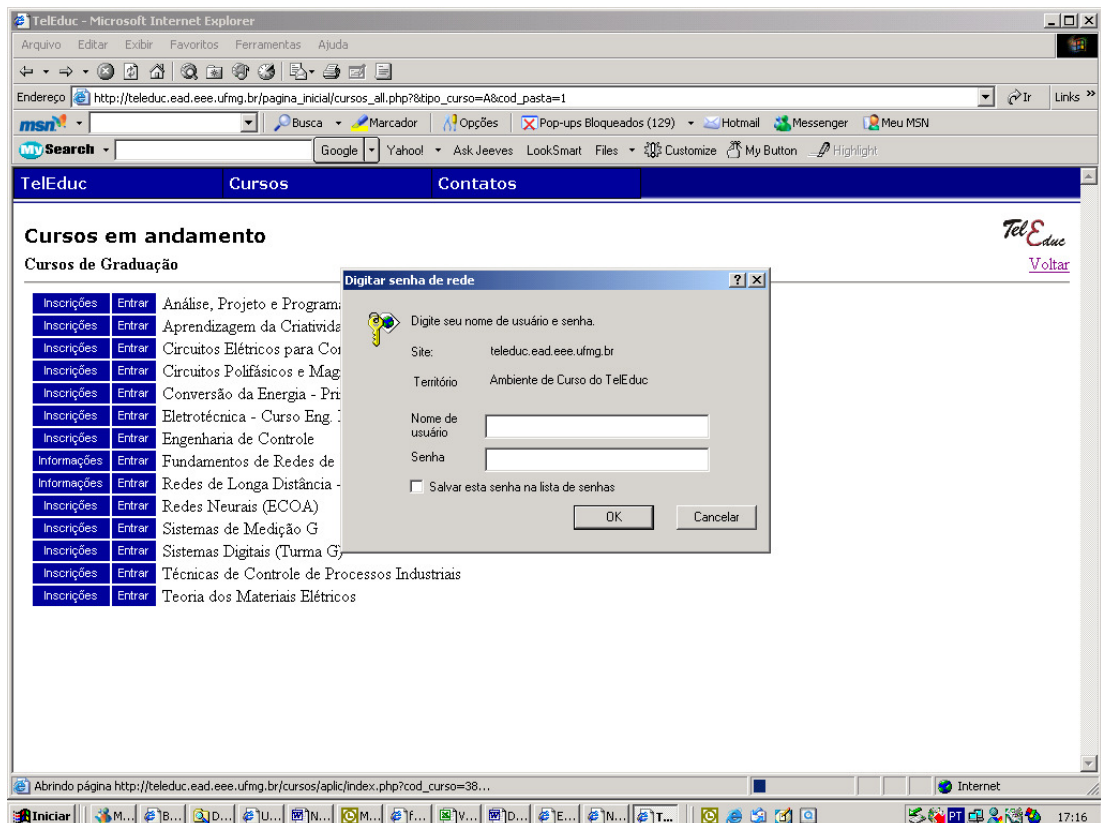 TelEduc - Microsoft Internet Explorer
Arquivo Editar Exibir Favoritos Ferramentas Ajuda
Endereço http://teleduc.ead.eee.ufmg.br/pagina_inicial/cursos_all.php?&tipo_curso=A&cod_pasta=1 Ir Links »
msn Busca Marcador Opções Pop-ups Bloqueados (129) Hotmail Messenger Meu MSN
My Search Google Yahoo! Ask Jeeves LookSmart Files Customize My Button Highlight
TelEduc Cursos Contatos
Cursos em andamento
TelEduc
Cursos de Graduação
Voltar
Inscrições Entrar Análise, Projeto e Programa
Inscrições Entrar Aprendizagem da Criativida
Inscrições Entrar Circuitos Elétricos para Co
Inscrições Entrar Circuitos Polifásicos e Mag
Inscrições Entrar Conversão da Energia - Pri
Inscrições Entrar Eletrotécnica - Curso Eng.
Inscrições Entrar Engenharia de Controle
Informações Entrar Fundamentos de Redes de
Informações Entrar Redes de Longa Distância -
Inscrições Entrar Redes Neurais (ECOA)
Inscrições Entrar Sistemas de Medição G
Inscrições Entrar Sistemas Digitais (Turma G)
Inscrições Entrar Técnicas de Controle de Processos Industriais
Inscrições Entrar Teoria dos Materiais Elétricos
Digitar senha de rede
Digite seu nome de usuário e senha.
Site: teleduc.ead.eee.ufmg.br
Território Ambiente de Curso do TelEduc
Nome de
usuário
Senha
Salvar esta senha na lista de senhas
OK Cancelar
Abrindo página http://teleduc.ead.eee.ufmg.br/cursos/aplic/index.php?cod_curso=38... Internet
Iniciar M... B... D... U... N... M... f... V... D... E... N... T... PT 17:16